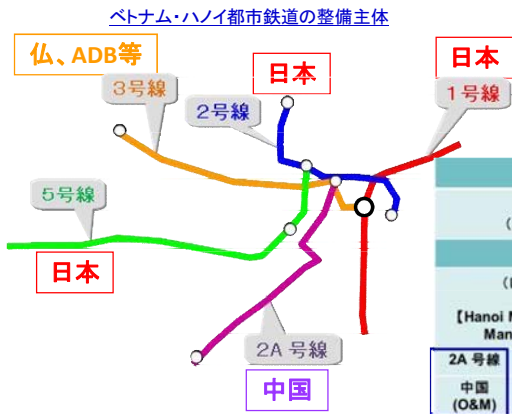 ベトナム・ハノイ都市鉄道の整備主体
仏、ADB等
日本
日本
3号線
2号線
1号線
5号線
日本
2A 号線
中国
(
(
【Hanoi
Man
2A 号線
中国
(O&M)